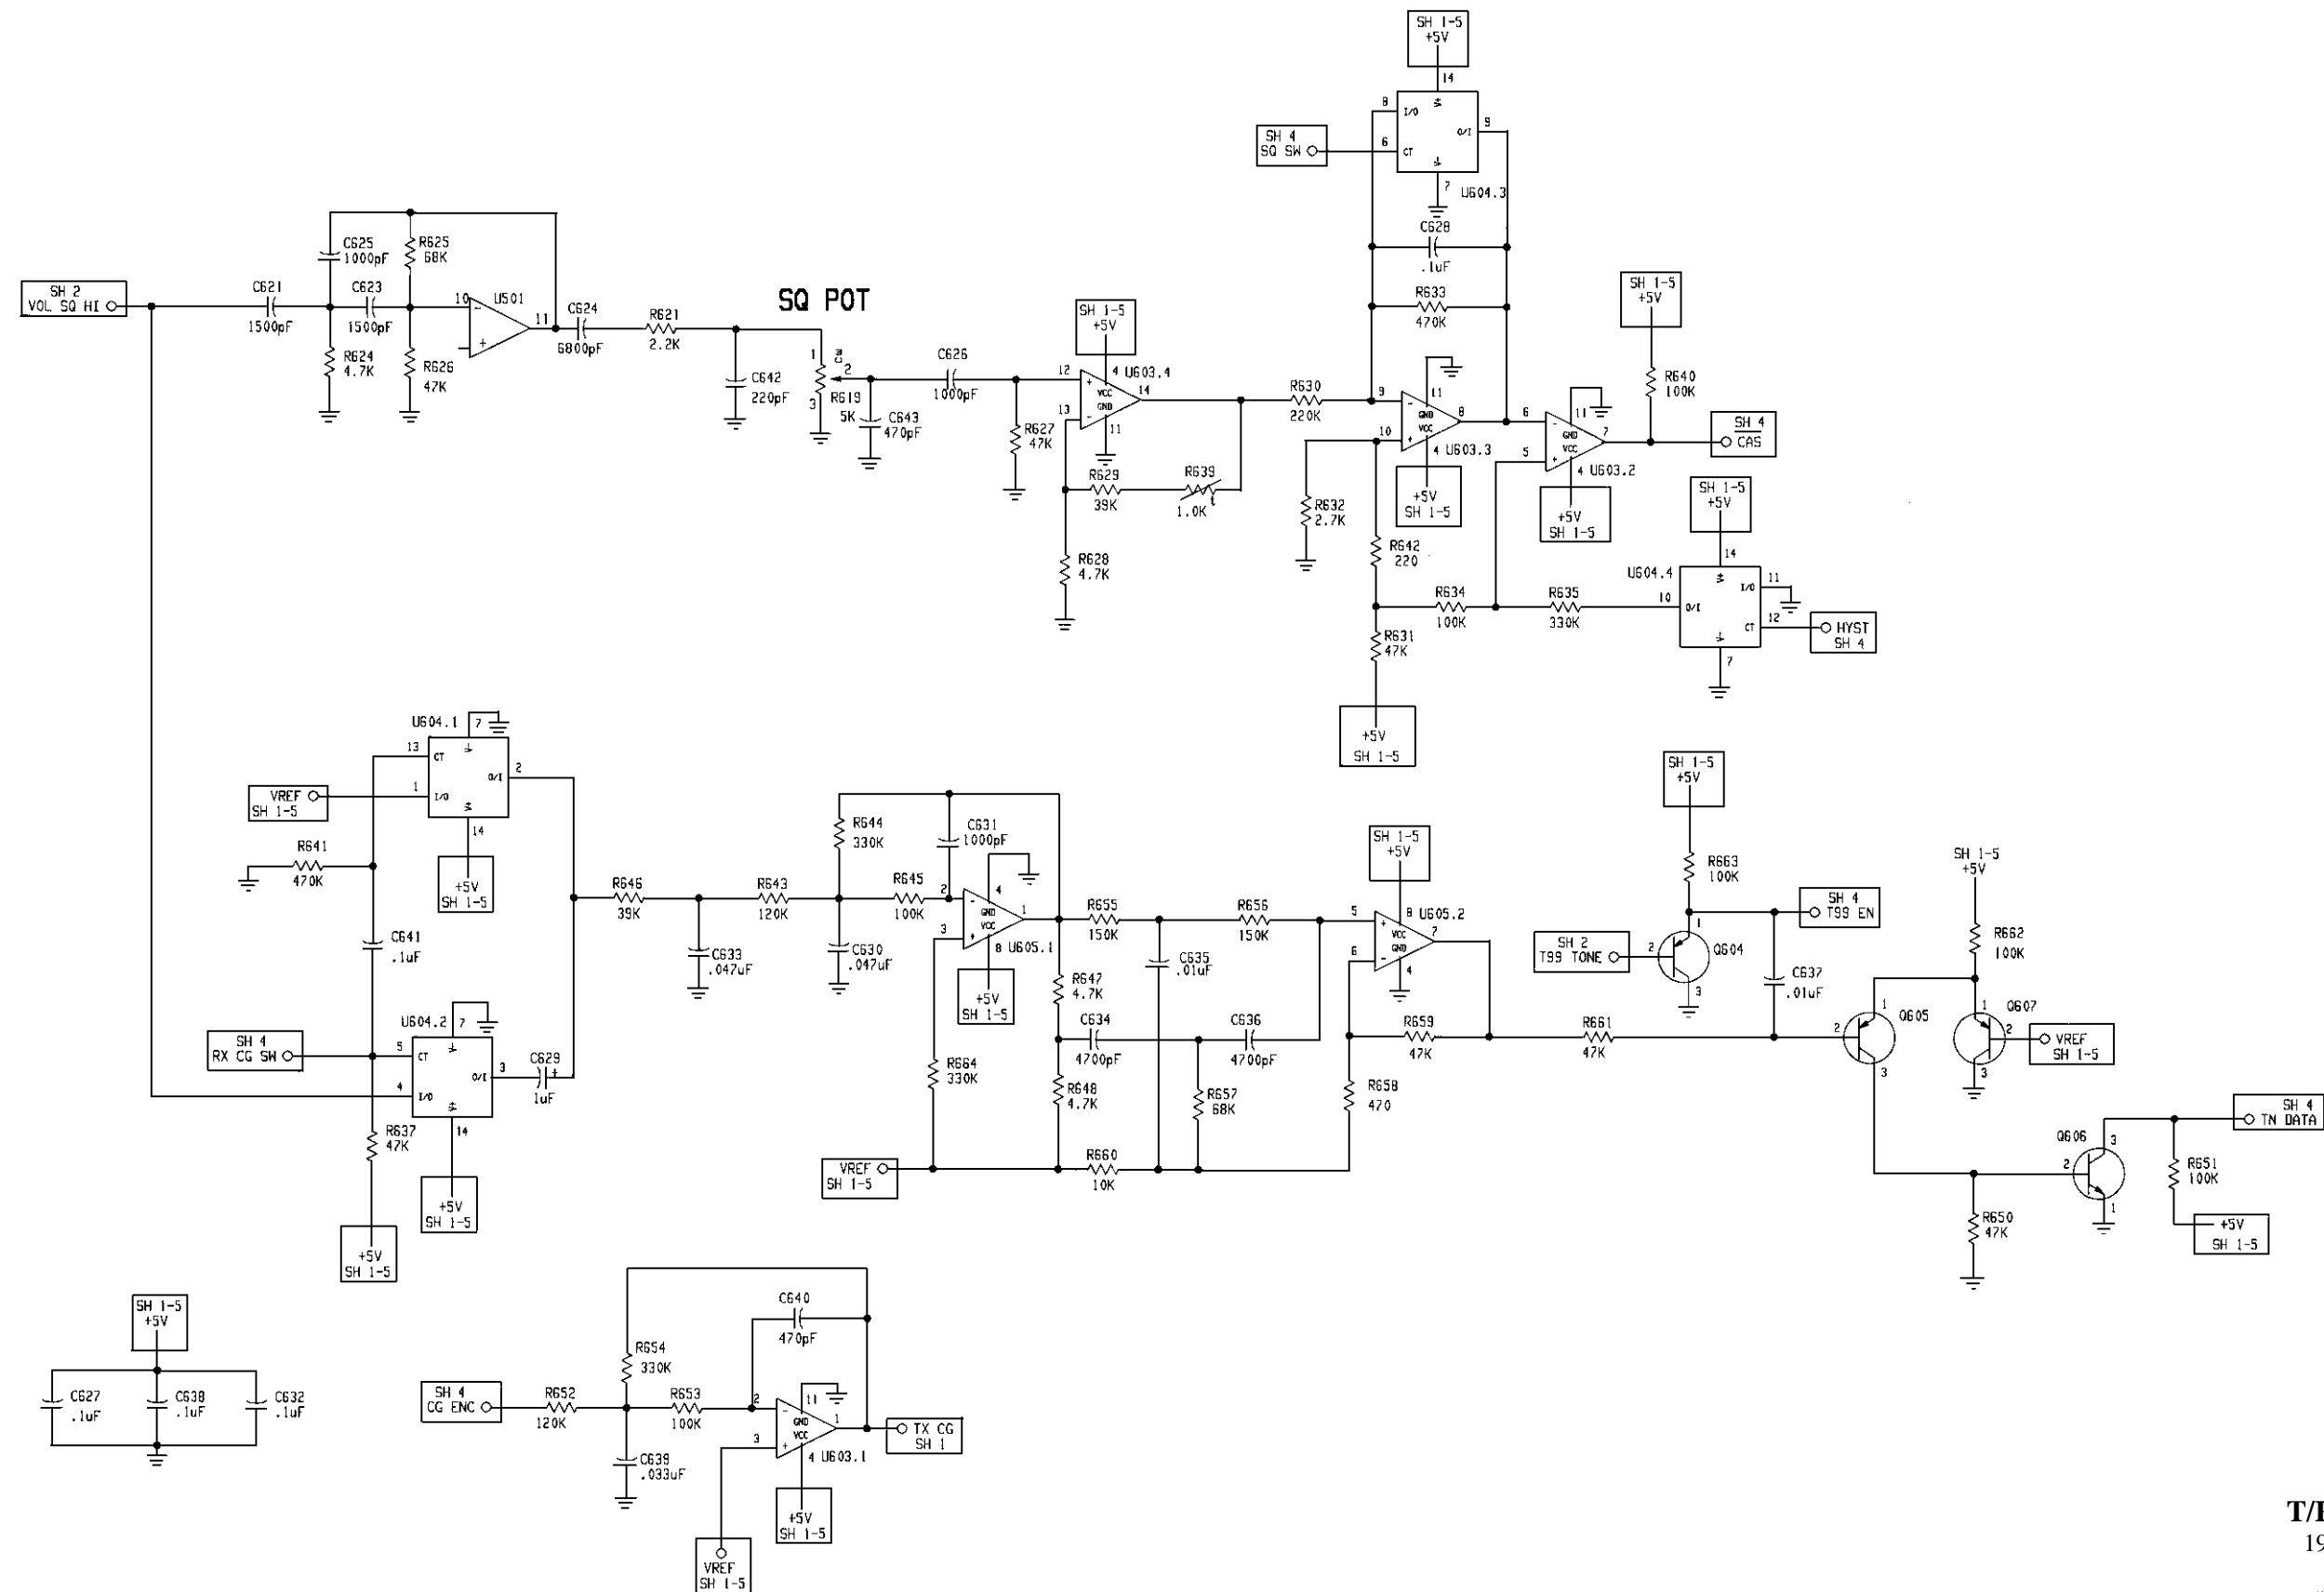 SH 1-5
+5V
14
8
I/O
O/I
9
SH 4
SQ SW
6
CT
7
U604.3
C628
.1uF
R633
470K
SH 2
VOL SQ HI
C621
1500pF
C625
1000pF
R625
68K
C623
1500pF
R624
4.7K
R626
47K
10
U501
-
+
11
C624
6800pF
R621
2.2K
SQ POT
C642
220pF
1
CW
2
3
R619
5K
C643
470pF
C626
1000pF
R627
47K
SH 1-5
+5V
12
+
4
U603.4
VCC
GND
14
13
-
11
R629
39K
R639
1.0K
t
R628
4.7K
R630
220K
9
-
11
GND
VCC
8
10
+
4
U603.3
+5V
SH 1-5
R632
2.7K
R642
220
R631
47K
+5V
SH 1-5
R634
100K
R635
330K
6
-
11
GND
VCC
7
5
+
4
U603.2
+5V
SH 1-5
SH 1-5
+5V
R640
100K
SH 4
CAS
SH 1-5
+5V
14
U604.4
10
O/I
I/O
11
CT
12
7
HYST
SH 4
U604.1
7
13
CT
O/I
2
1
I/O
14
VREF
SH 1-5
R641
470K
+5V
SH 1-5
C641
.1uF
U604.2
7
SH 4
RX CG SW
5
CT
O/I
3
4
I/O
14
C629
+
1uF
R637
47K
+5V
SH 1-5
+5V
SH 1-5
R646
39K
C633
.047uF
R643
120K
R644
330K
C630
.047uF
R645
100K
C631
1000pF
2
-
4
GND
VCC
1
3
+
8
U605.1
+5V
SH 1-5
R664
330K
R647
4.7K
R648
4.7K
VREF
SH 1-5
R655
150K
C635
.01uF
R656
150K
C634
4700pF
C636
4700pF
R657
68K
R660
10K
SH 1-5
+5V
5
+
8
U605.2
VCC
GND
7
6
-
4
R659
47K
R658
470
R661
47K
SH 1-5
+5V
R663
100K
SH 4
T99 EN
SH 2
T99 TONE
2
1
Q604
3
C637
.01uF
SH 1-5
+5V
R662
100K
1
2
Q605
3
1
Q607
2
3
VREF
SH 1-5
SH 4
TN DATA
Q606
3
2
1
R651
100K
+5V
SH 1-5
R650
47K
SH 1-5
+5V
C627
.1uF
C638
.1uF
C632
.1uF
SH 4
CG ENC
R652
120K
R654
330K
R653
100K
C640
470pF
C639
.033uF
2
-
11
GND
VCC
1
3
+
4
U603.1
+5V
SH 1-5
VREF
SH 1-5
TX CG
SH 1
19